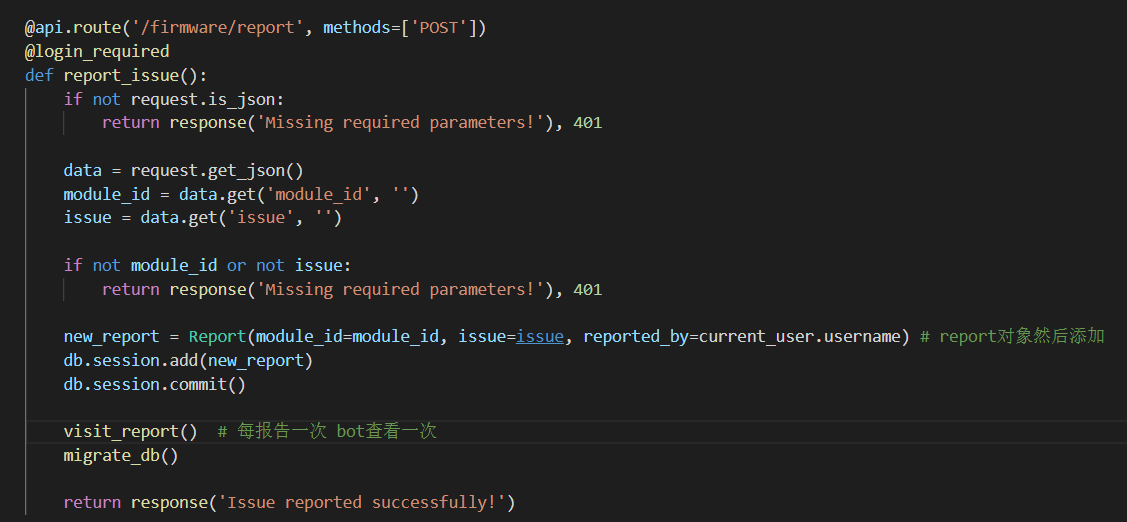 @api.route('/firmware/report', methods=['POST'])
@login_required
def report_issue():
    if not request.is_json:
        return response('Missing required parameters!'), 401
    data = request.get_json()
    module_id = data.get('module_id', '')
    issue = data.get('issue', '')
    if not module_id or not issue:
        return response('Missing required parameters!'), 401
    new_report = Report(module_id=module_id, issue=issue, reported_by=current_user.username) # report对象然后添加
    db.session.add(new_report)
    db.session.commit()
    visit_report()  # 每报告一次 bot查看一次
    migrate_db()
    return response('Issue reported successfully!')